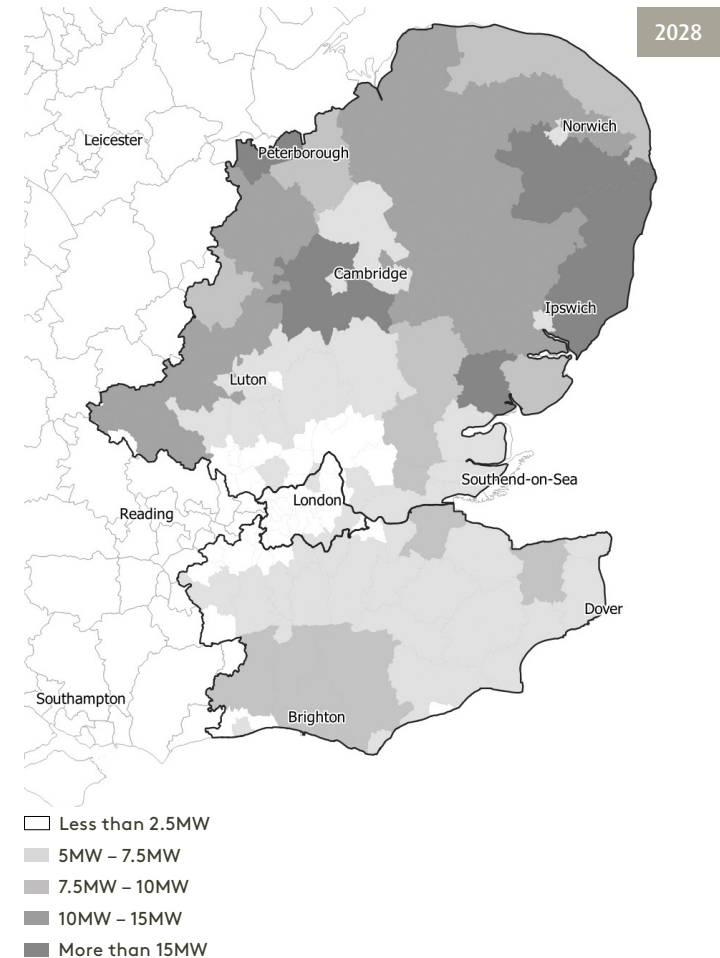 2028
Norwich
Leicester
Peterborough
Cambridge
Ipswich
Luton
Southend-on-Sea
London
Reading
Dover
Southampton
Brighton
Less than 2.5MW
5MW – 7.5MW
7.5MW – 10MW
10MW – 15MW
More than 15MW